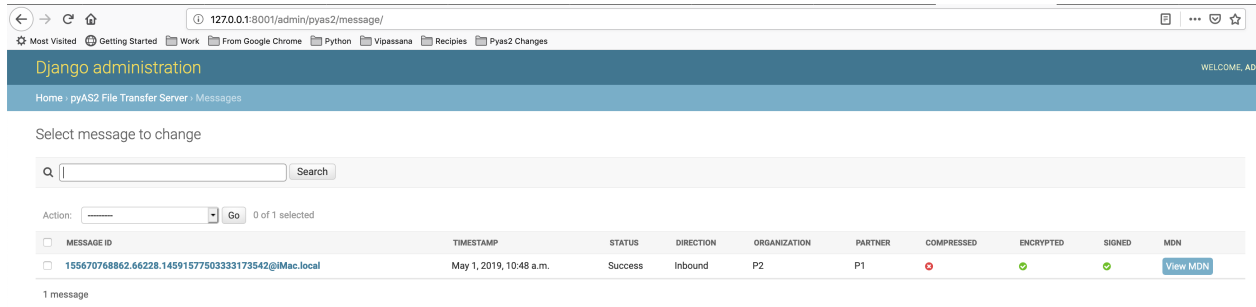 127.0.0.1:8001/admin/pyas2/message/
Most Visited Getting Started Work From Google Chrome Python Vipassana Recipies Pyas2 Changes
Django administration
WELCOME, AD
Home › pyAS2 File Transfer Server › Messages
Select message to change
Search
Action: --------- Go 0 of 1 selected
MESSAGE ID TIMESTAMP STATUS DIRECTION ORGANIZATION PARTNER COMPRESSED ENCRYPTED SIGNED MDN
155670768862.66228.14591577503333173542@iMac.local May 1, 2019, 10:48 a.m. Success Inbound P2 P1 View MDN
1 message